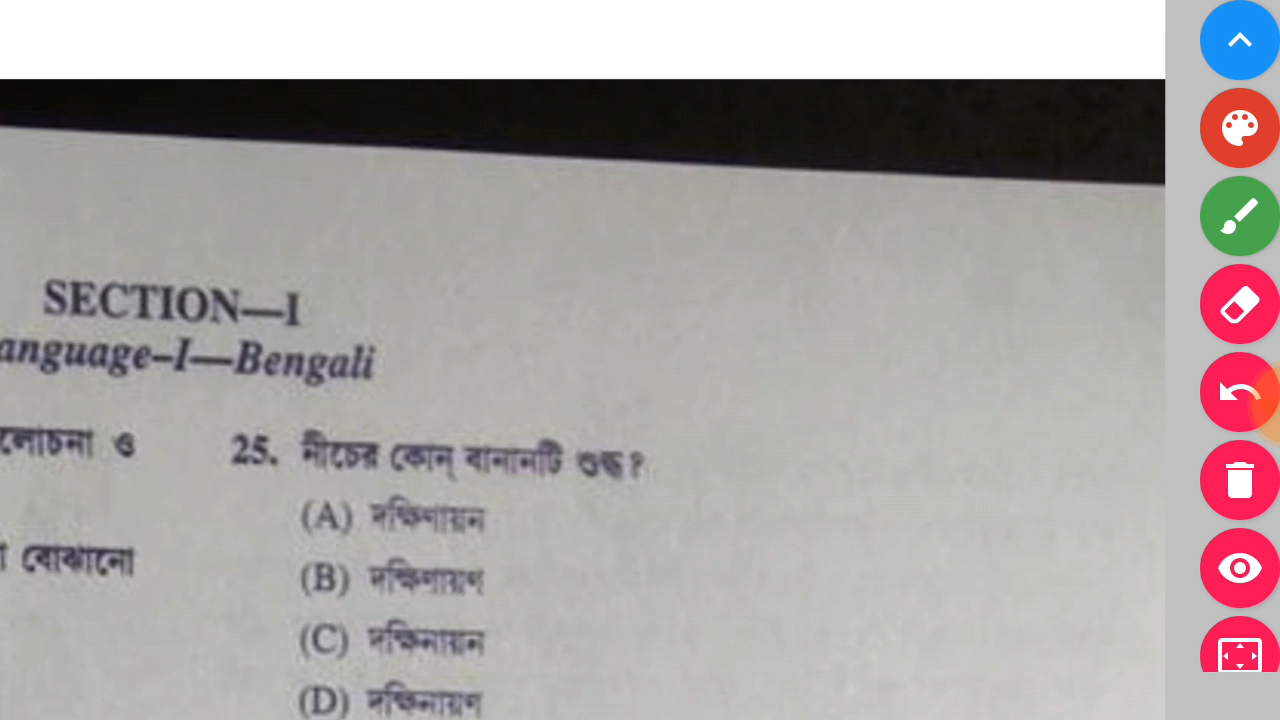 SECTION—I
anguage–I—Bengali
লোচনা ও
বোঝানো
25. নীচের কোন্ বানানটি শুদ্ধ?
(A) দক্ষিণায়ন
(B) দক্ষিণায়ণ
(C) দক্ষিনায়ন
(D) দক্ষিনায়ণ